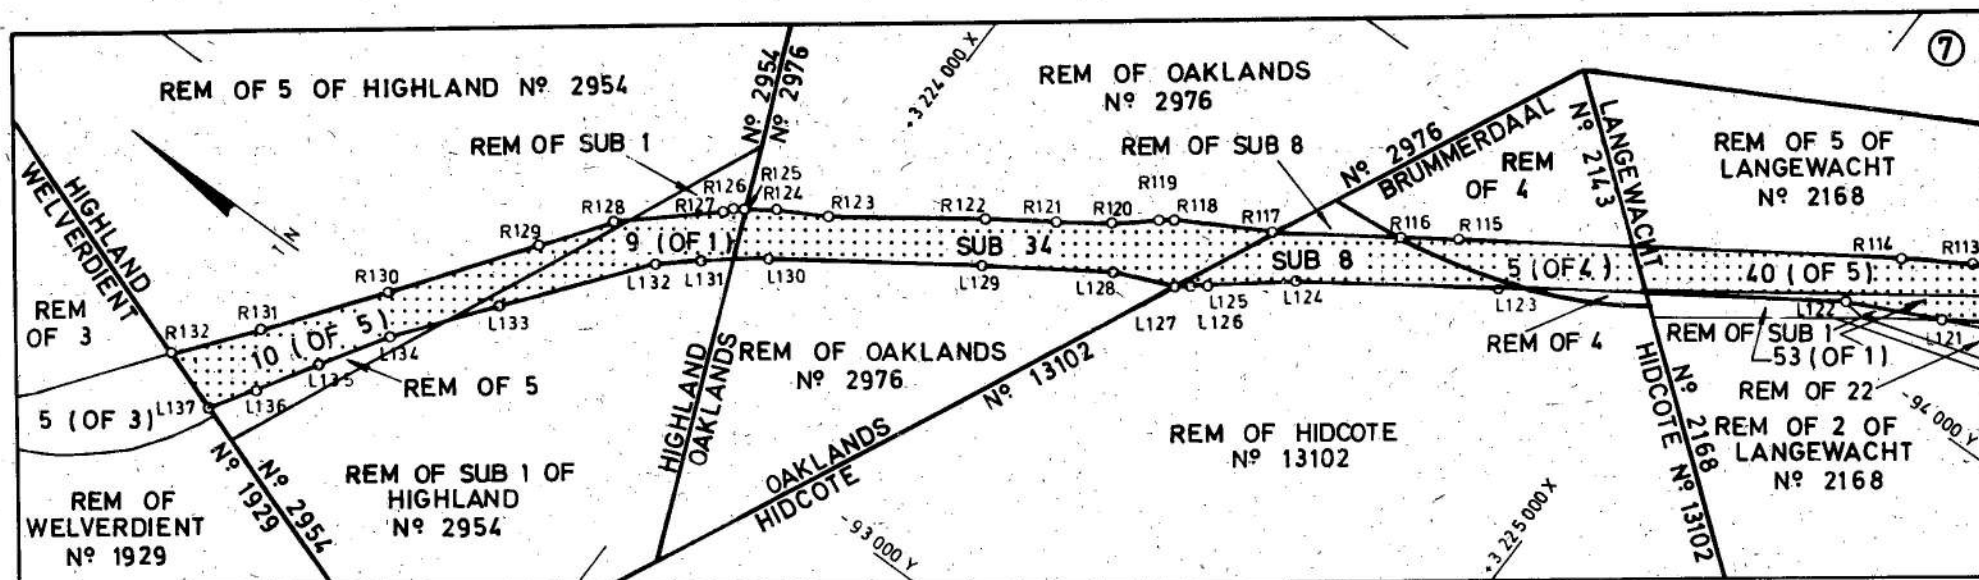 7
REM OF 5 OF HIGHLAND Nº 2954
REM OF SUB 1
Nº 2954
Nº 2976
+3 224 000 X
REM OF OAKLANDS
Nº 2976
REM OF SUB 8
Nº 2976
BRUMMERDAAL
Nº 2143
LANGEWACHT
REM
OF 4
REM OF 5 OF
LANGEWACHT
Nº 2168
HIGHLAND
WELVERDIENT
N
R132
R131
R130
R129
R128
R127
R126
R125
R124
R123
R122
R121
R120
R119
R118
R117
R116
R115
R114
R113
REM
OF 3
10 (OF 5)
9 (OF 1)
SUB 34
SUB 8
5 (OF 4)
40 (OF 5)
L137
L136
L135
L134
L133
L132
L131
L130
L129
L128
L127
L126
L125
L124
L123
L122
L121
5 (OF 3)
REM OF 5
HIGHLAND
OAKLANDS
REM OF OAKLANDS
Nº 2976
Nº 13102
OAKLANDS
HIDCOTE
REM OF 4
REM OF SUB 1
53 (OF 1)
REM OF 22
-94 000 Y
Nº 2168
HIDCOTE Nº 13102
REM OF HIDCOTE
Nº 13102
REM OF 2 OF
LANGEWACHT
Nº 2168
REM OF
WELVERDIENT
Nº 1929
Nº 2954
Nº 1929
REM OF SUB 1 OF
HIGHLAND
Nº 2954
-93 000 Y
+3 225 000 X